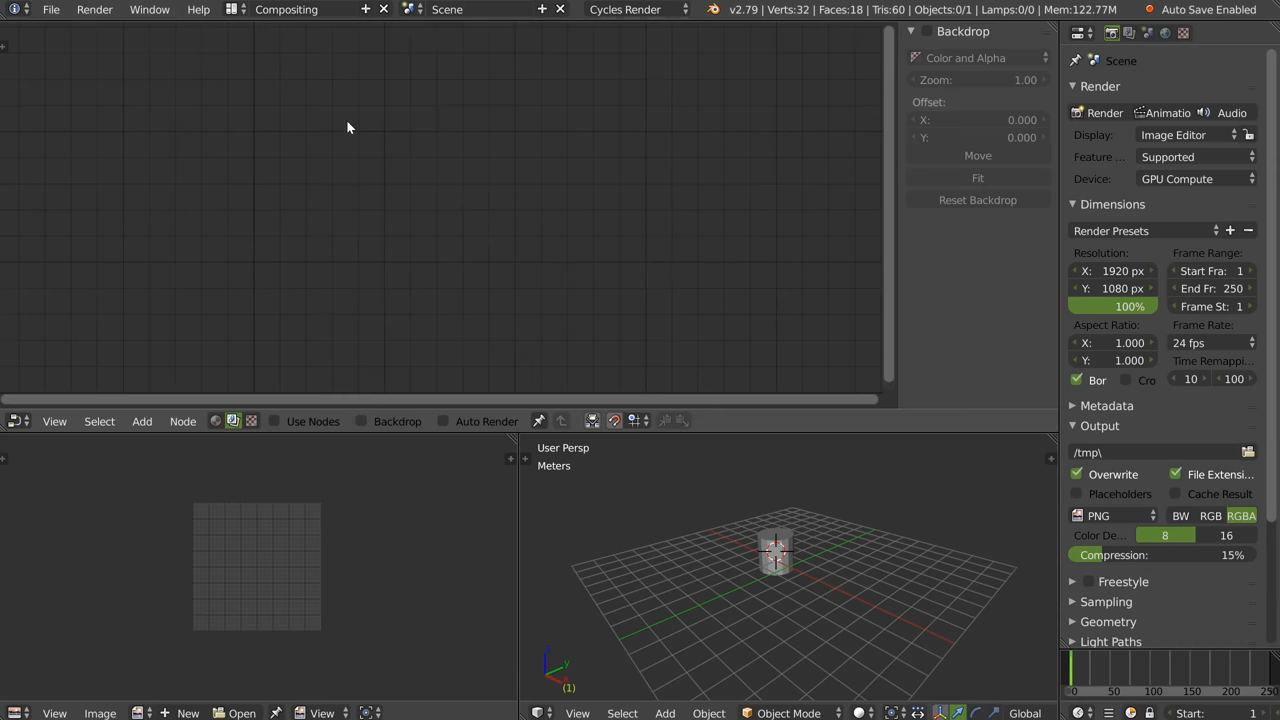 File Render Window Help Compositing Scene Cycles Render v2.79 | Verts:32 | Faces:18 | Tris:60 | Objects:0/1 | Lamps:0/0 | Mem:122.77M Auto Save Enabled
Backdrop
Color and Alpha
Zoom: 1.00
Offset:
X: 0.000
Y: 0.000
Move
Fit
Reset Backdrop
Scene
Render
Render Animatio Audio
Display: Image Editor
Feature ... Supported
Device: GPU Compute
Dimensions
Render Presets
Resolution: Frame Range:
X: 1920 px Start Fra: 1
Y: 1080 px End Fr: 250
100% Frame St: 1
Aspect Ratio: Frame Rate:
X: 1.000 24 fps
Y: 1.000 Time Remappi...
Bor Cro 10 100
Metadata
Output
/tmp\
Overwrite File Extensi...
Placeholders Cache Result
PNG BW RGB RGBA
Color De... 8 16
Compression: 15%
Freestyle
Sampling
Geometry
Light Paths
View Select Add Node Use Nodes Backdrop Auto Render
User Persp
Meters
z
y
x
(1)
0 50 100 150 200 250
View Image New Open View
View Select Add Object Object Mode Global
Start: 1